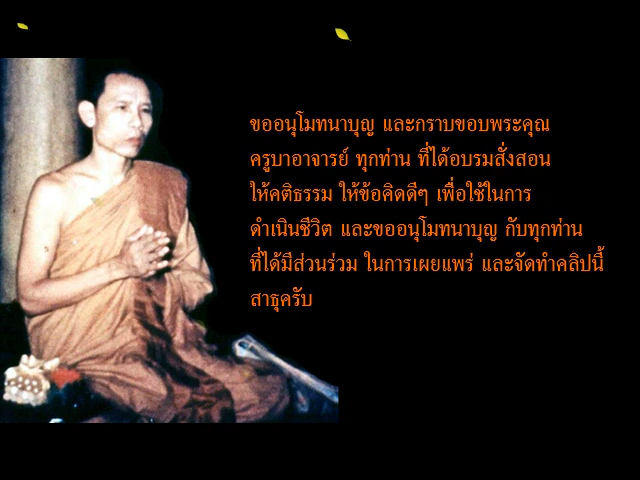 ขออนุโมทนาบุญ และกราบขอบพระคุณ
ครูบาอาจารย์ ทุกท่าน ที่ได้อบรมสั่งสอน
ให้คติธรรม ให้ข้อคิดดีๆ เพื่อใช้ในการ
ดำเนินชีวิต และขออนุโมทนาบุญ กับทุกท่าน
ที่ได้มีส่วนร่วม ในการเผยแพร่ และจัดทำคลิปนี้
สาธุครับ